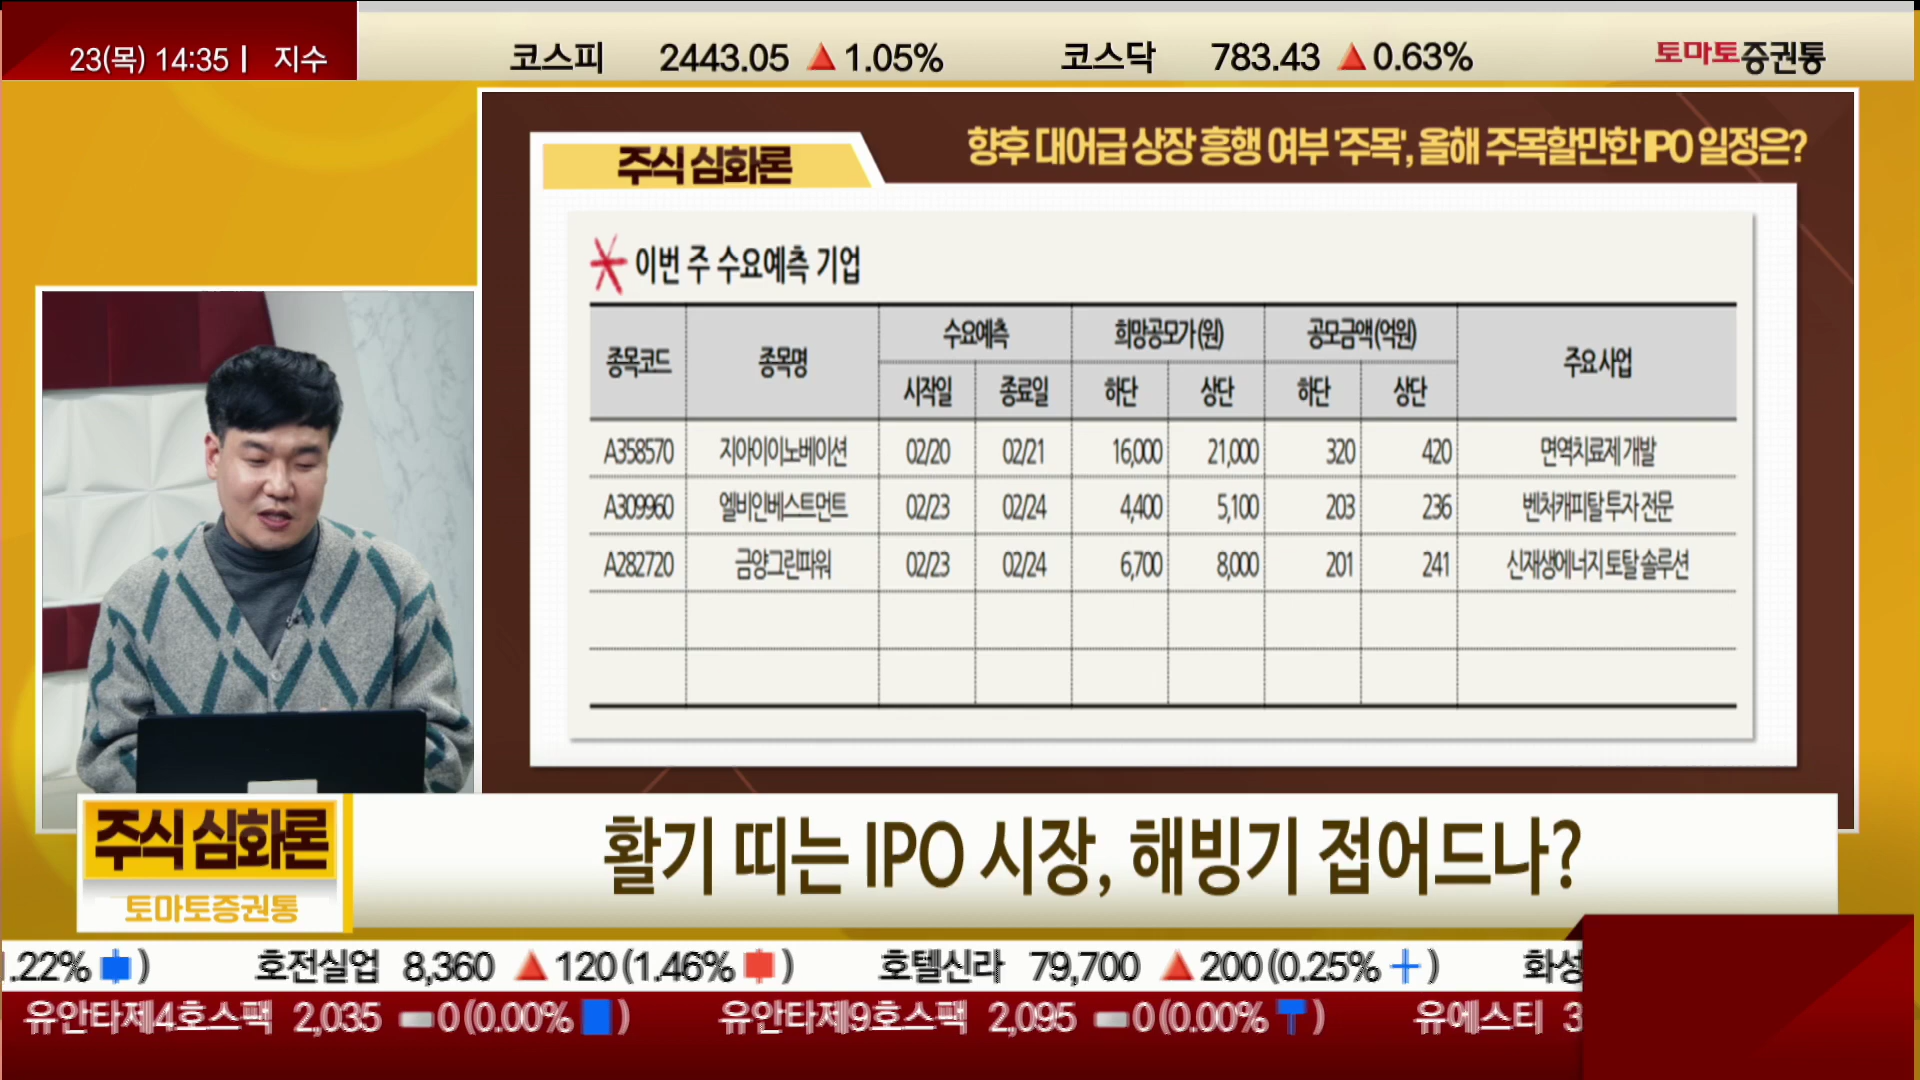 23(목) 14:35 | 지수 코스피 2443.05 ▲1.05% 코스닥 783.43 ▲0.63% 토마토증권통
향후 대어급 상장 흥행 여부 '주목', 올해 주목할만한 IPO 일정은?
주식 심화론
이번 주 수요예측 기업
종목코드 종목명 수요예측 희망공모가(원) 공모금액(억원) 주요 사업
시작일 종료일 하단 상단 하단 상단
A358570 지아이이노베이션 02/20 02/21 16,000 21,000 320 420 면역치료제 개발
A309960 엘비인베스트먼트 02/23 02/24 4,400 5,100 203 236 벤처캐피탈 투자 전문
A282720 금양그린파워 02/23 02/24 6,700 8,000 201 241 신재생에너지 토탈 솔루션
주식 심화론
토마토증권통
활기 띠는 IPO 시장, 해빙기 접어드나?
.22% ) 호전실업 8,360 ▲120(1.46% ) 호텔신라 79,700 ▲200(0.25% ) 화성
유안타제4호스팩 2,035 0(0.00% ) 유안타제9호스팩 2,095 0(0.00% ) 유에스티 3